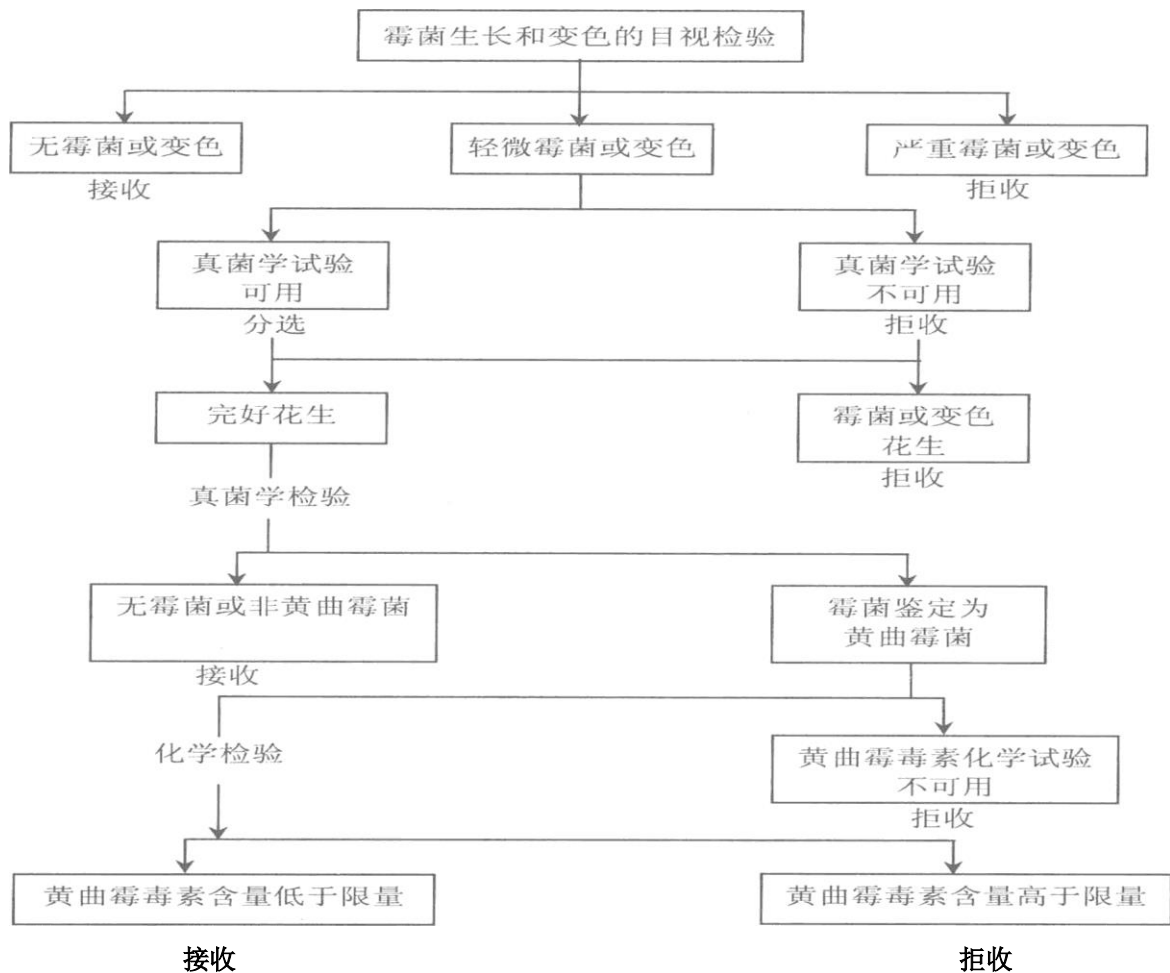 霉菌生长和变色的目视检验
无霉菌或变色
轻微霉菌或变色
严重霉菌或变色
接收
拒收
真菌学试验
可用
真菌学试验
不可用
分选
拒收
完好花生
霉菌或变色
花生
拒收
真菌学检验
无霉菌或非黄曲霉菌
霉菌鉴定为
黄曲霉菌
接收
化学检验
黄曲霉毒素化学试验
不可用
拒收
黄曲霉毒素含量低于限量
黄曲霉毒素含量高于限量
接收
拒收